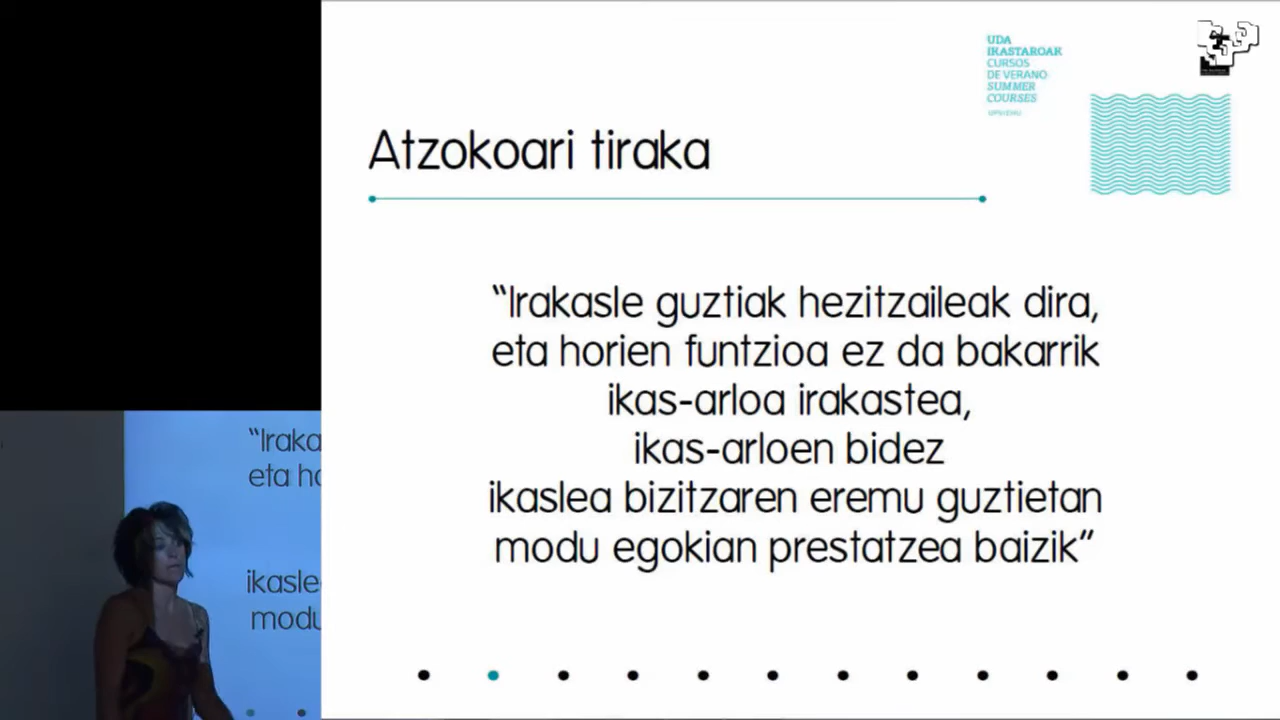 UDA
IKASTAROAK
CURSOS
DE VERANO
SUMMER
COURSES
UPV/EHU
Atzokoari tiraka
“Irakasle guztiak hezitzaileak dira,
eta horien funtzioa ez da bakarrik
ikas-arloa irakastea,
ikas-arloen bidez
ikaslea bizitzaren eremu guztietan
modu egokian prestatzea baizik”
“Iraka
eta ho
ikasle
modu